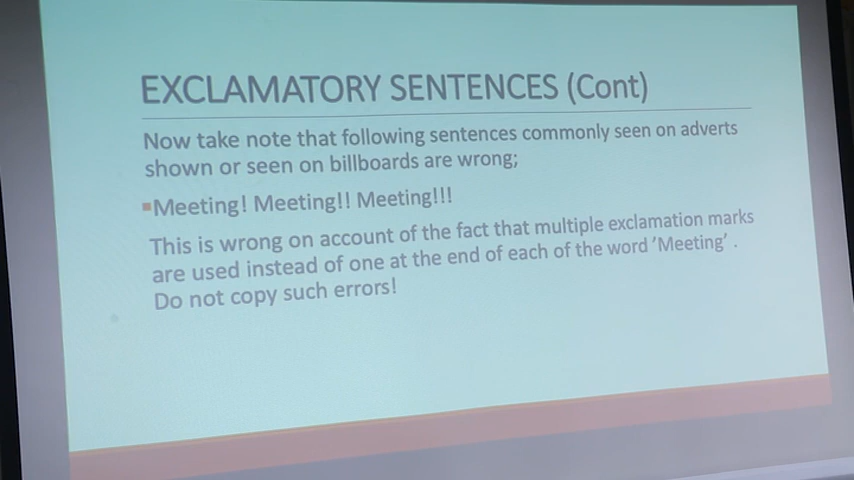 EXCLAMATORY SENTENCES (Cont)
Now take note that following sentences commonly seen on adverts
shown or seen on billboards are wrong;
▪Meeting! Meeting!! Meeting!!!
This is wrong on account of the fact that multiple exclamation marks
are used instead of one at the end of each of the word ’Meeting’ .
Do not copy such errors!